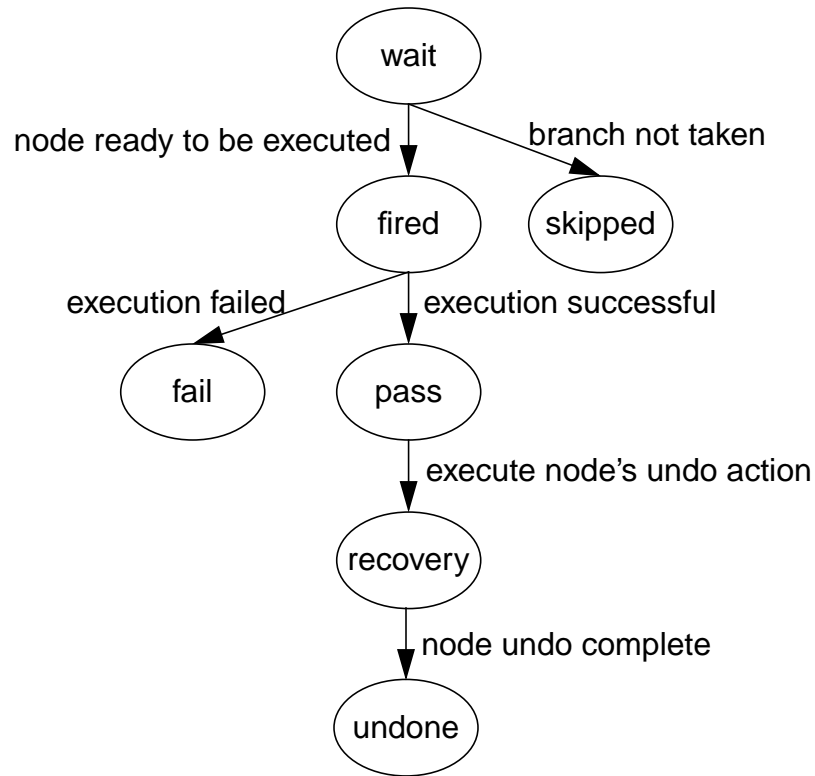 wait
node ready to be executed
branch not taken
fired
skipped
execution failed
execution successful
fail
pass
execute node’s undo action
recovery
node undo complete
undone